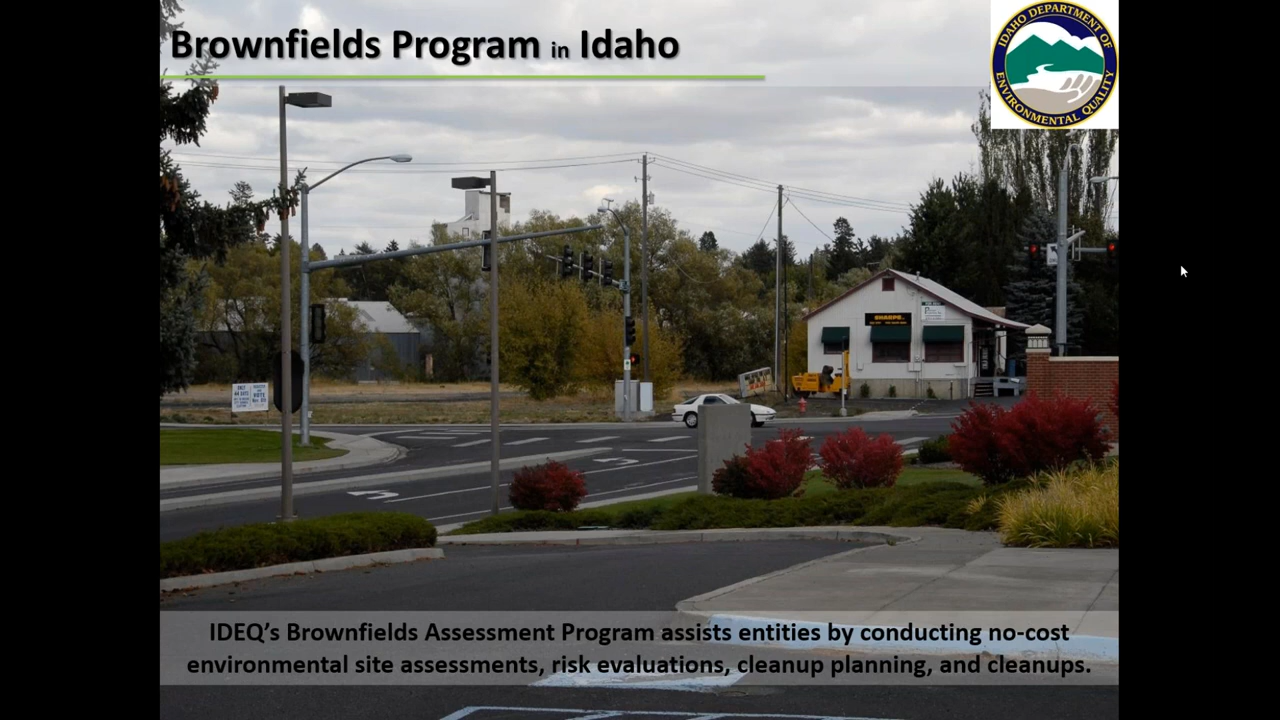 Brownfields Program in Idaho
IDAHO DEPARTMENT OF
ENVIRONMENTAL QUALITY
SHARPS
IDEQ’s Brownfields Assessment Program assists entities by conducting no-cost
environmental site assessments, risk evaluations, cleanup planning, and cleanups.